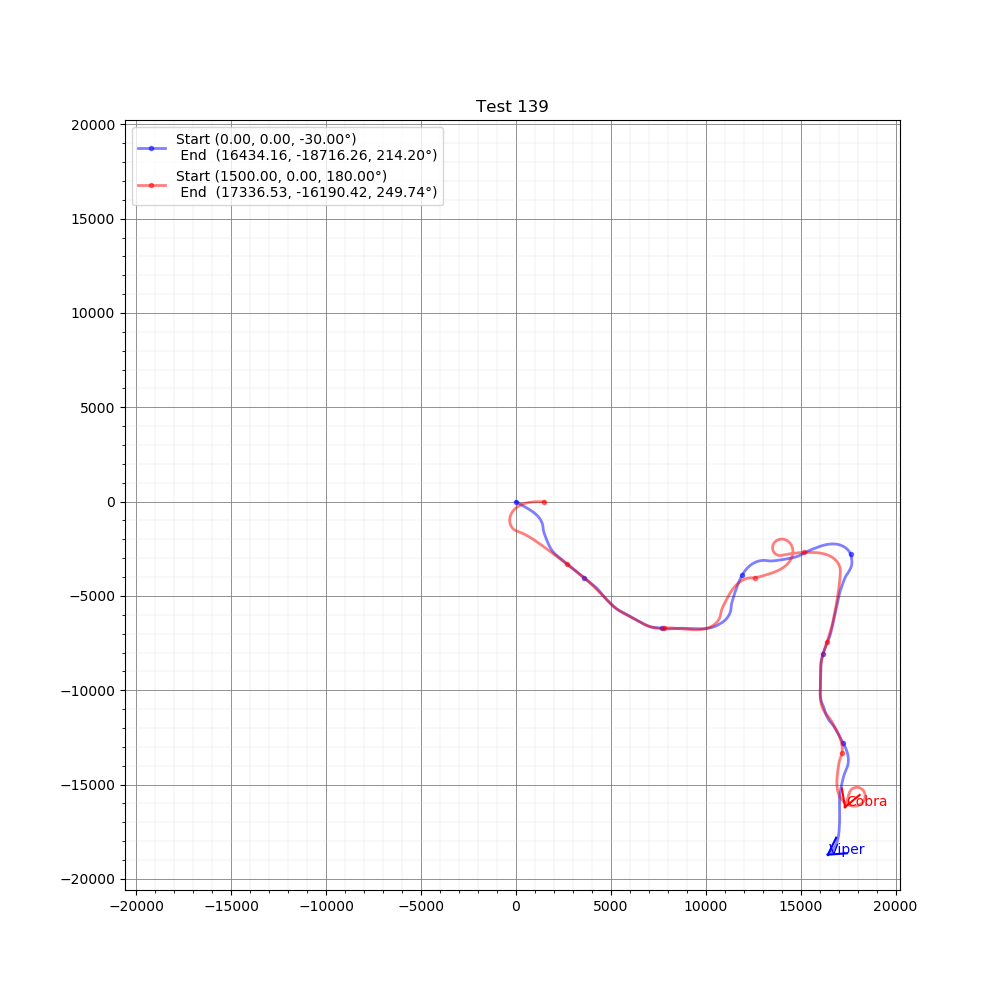 Test 139
Start (0.00, 0.00, -30.00°)
End (16434.16, -18716.26, 214.20°)
Start (1500.00, 0.00, 180.00°)
End (17336.53, -16190.42, 249.74°)
20000
15000
10000
5000
0
−5000
−10000
−15000
−20000
Cobra
Viper
−20000 −15000 −10000 −5000 0 5000 10000 15000 20000